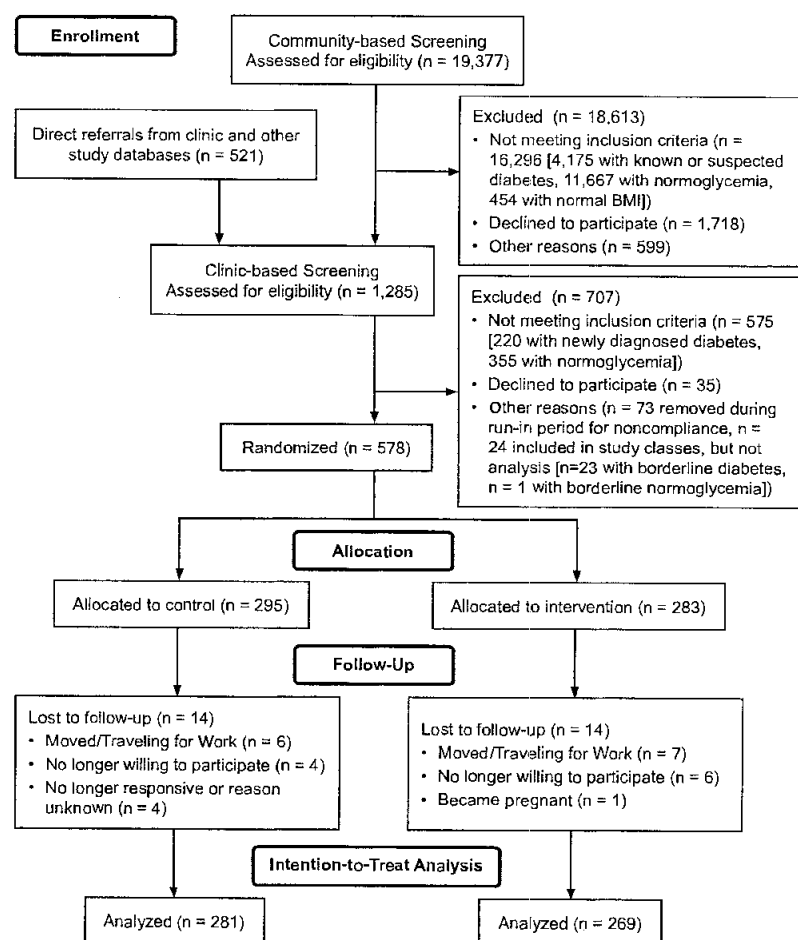 Enrollment
Community-based Screening
Assessed for eligibility (n = 19,377)
Direct referrals from clinic and other
study databases (n = 521)
Excluded (n = 18,613)
• Not meeting inclusion criteria (n =
16,296 [4,175 with known or suspected
diabetes, 11,667 with normoglycemia,
454 with normal BMI])
• Declined to participate (n = 1,718)
• Other reasons (n = 599)
Clinic-based Screening
Assessed for eligibility (n = 1,285)
Excluded (n = 707)
• Not meeting inclusion criteria (n = 575
[220 with newly diagnosed diabetes,
355 with normoglycemia])
• Declined to participate (n = 35)
• Other reasons (n = 73 removed during
run-in period for noncompliance, n =
24 included in study classes, but not
analysis [n=23 with borderline diabetes,
n = 1 with borderline normoglycemia])
Randomized (n = 578)
Allocation
Allocated to control (n = 295)
Allocated to intervention (n = 283)
Follow-Up
Lost to follow-up (n = 14)
• Moved/Traveling for Work (n = 6)
• No longer willing to participate (n = 4)
• No longer responsive or reason
unknown (n = 4)
Lost to follow-up (n = 14)
• Moved/Traveling for Work (n = 7)
• No longer willing to participate (n = 6)
• Became pregnant (n = 1)
Intention-to-Treat Analysis
Analyzed (n = 281)
Analyzed (n = 269)